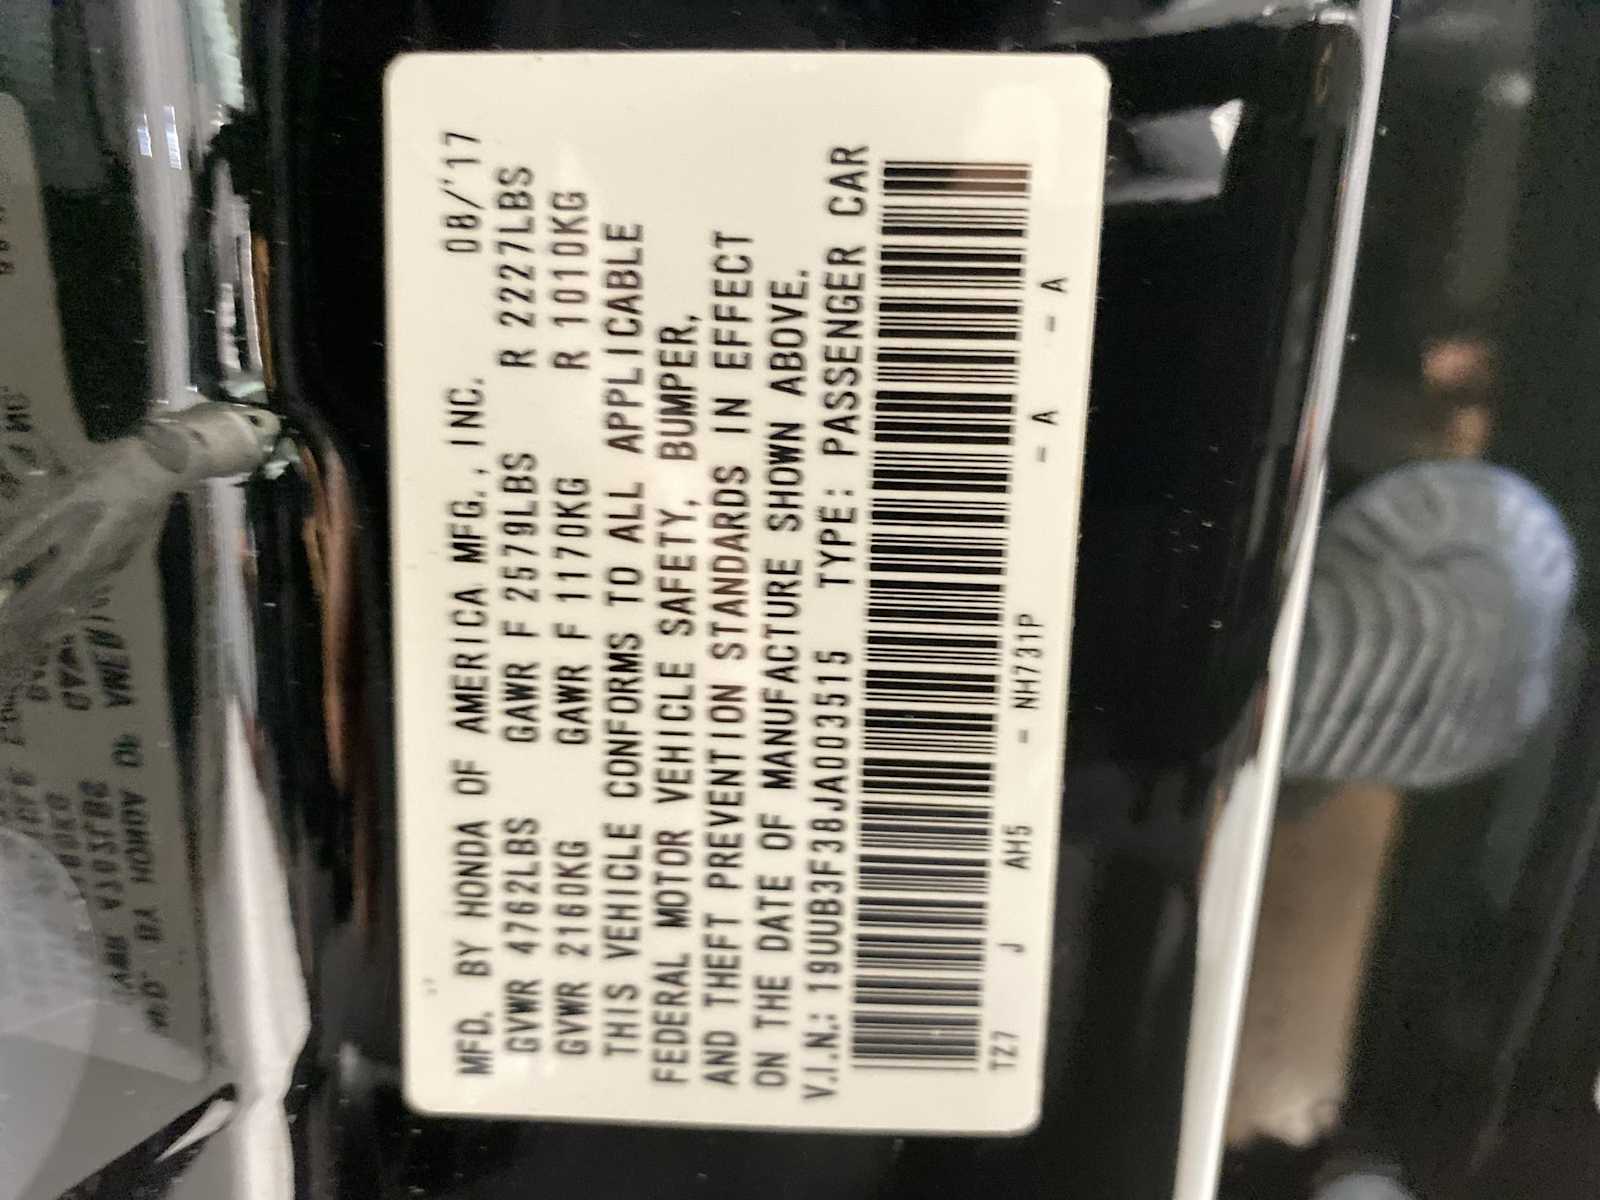 MFD. BY HONDA OF AMERICA MFG.,INC. 08/'17
GVWR 4762LBS GAWR F 2579LBS R 2227LBS
GVWR 2160KG GAWR F 1170KG R 1010KG
THIS VEHICLE CONFORMS TO ALL APPLICABLE
FEDERAL MOTOR VEHICLE SAFETY, BUMPER,
AND THEFT PREVENTION STANDARDS IN EFFECT
ON THE DATE OF MANUFACTURE SHOWN ABOVE.
V.I.N.: 19UUB3F38JA003515 TYPE: PASSENGER CAR
TZ7 J AH5 - NH731P - A - A